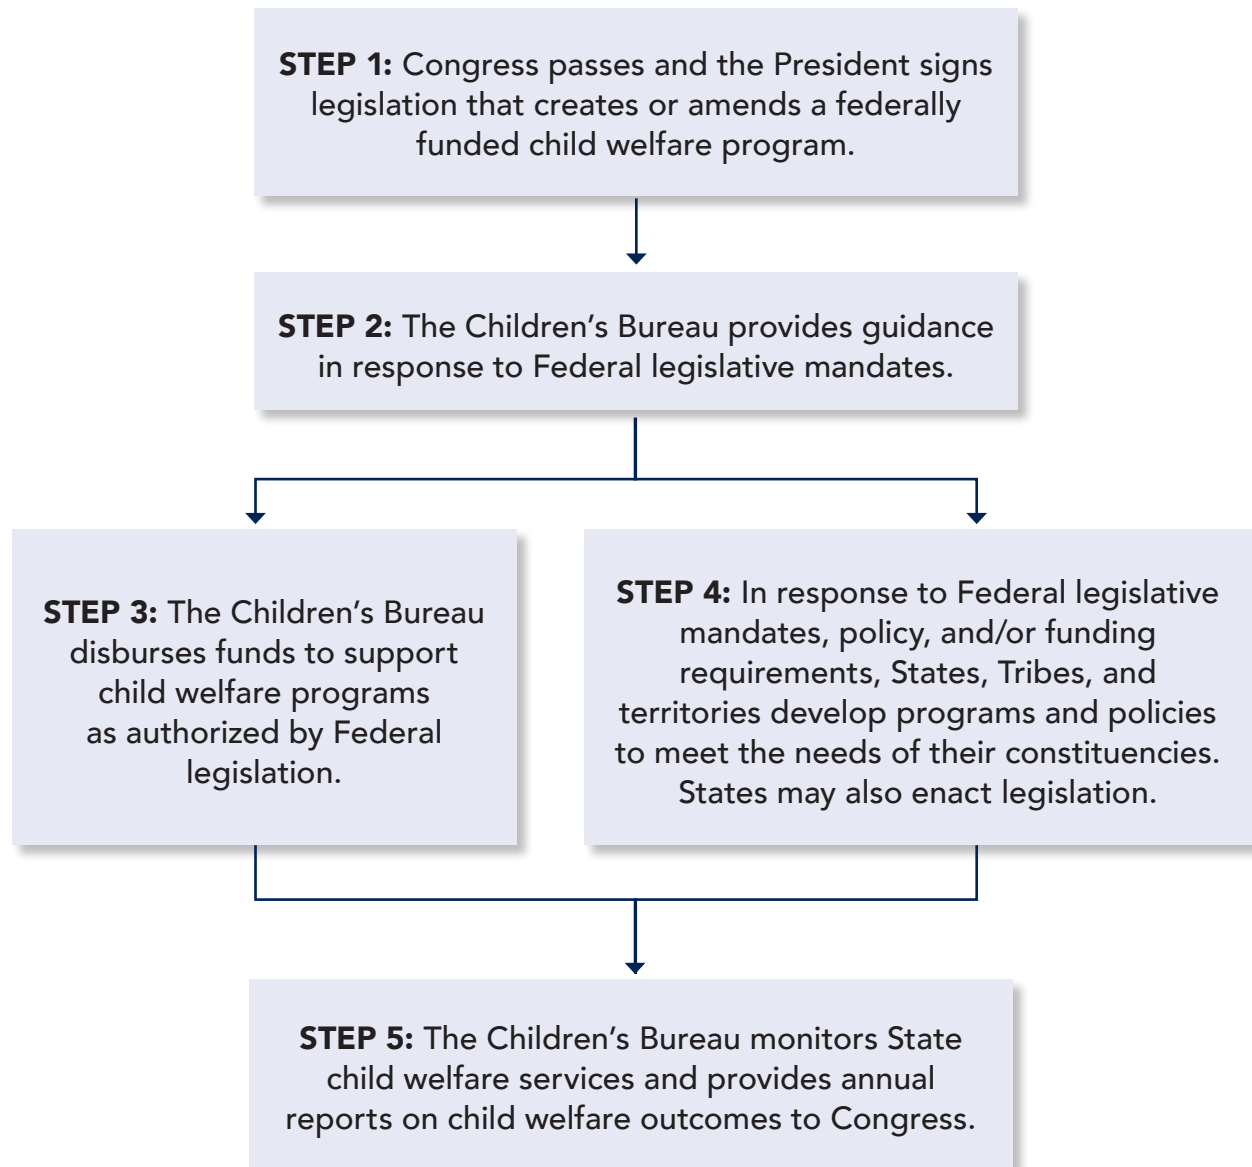 STEP 1: Congress passes and the President signs
legislation that creates or amends a federally
funded child welfare program.
STEP 2: The Children’s Bureau provides guidance
in response to Federal legislative mandates.
STEP 3: The Children’s Bureau
disburses funds to support
child welfare programs
as authorized by Federal
legislation.
STEP 4: In response to Federal legislative
mandates, policy, and/or funding
requirements, States, Tribes, and
territories develop programs and policies
to meet the needs of their constituencies.
States may also enact legislation.
STEP 5: The Children’s Bureau monitors State
child welfare services and provides annual
reports on child welfare outcomes to Congress.